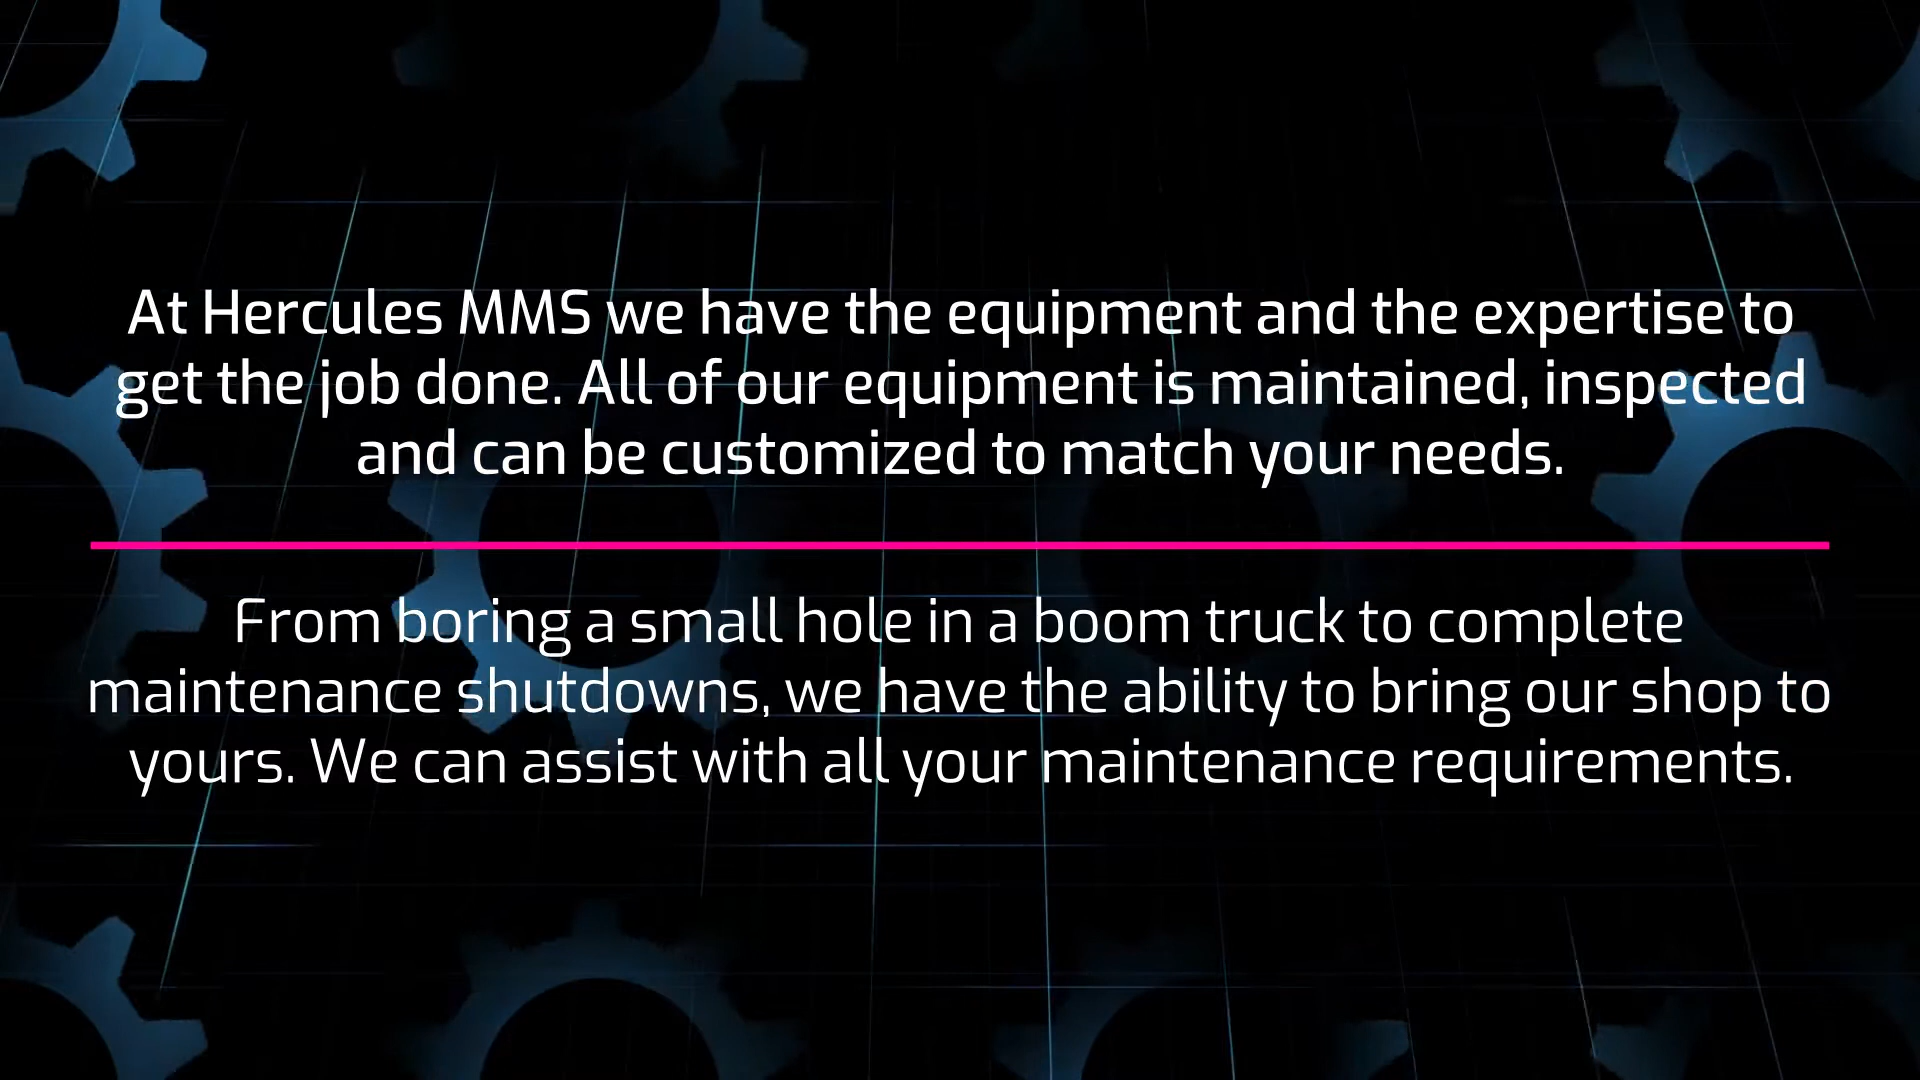 At Hercules MMS we have the equipment and the expertise to
get the job done. All of our equipment is maintained, inspected
and can be customized to match your needs.
From boring a small hole in a boom truck to complete
maintenance shutdowns, we have the ability to bring our shop to
yours. We can assist with all your maintenance requirements.